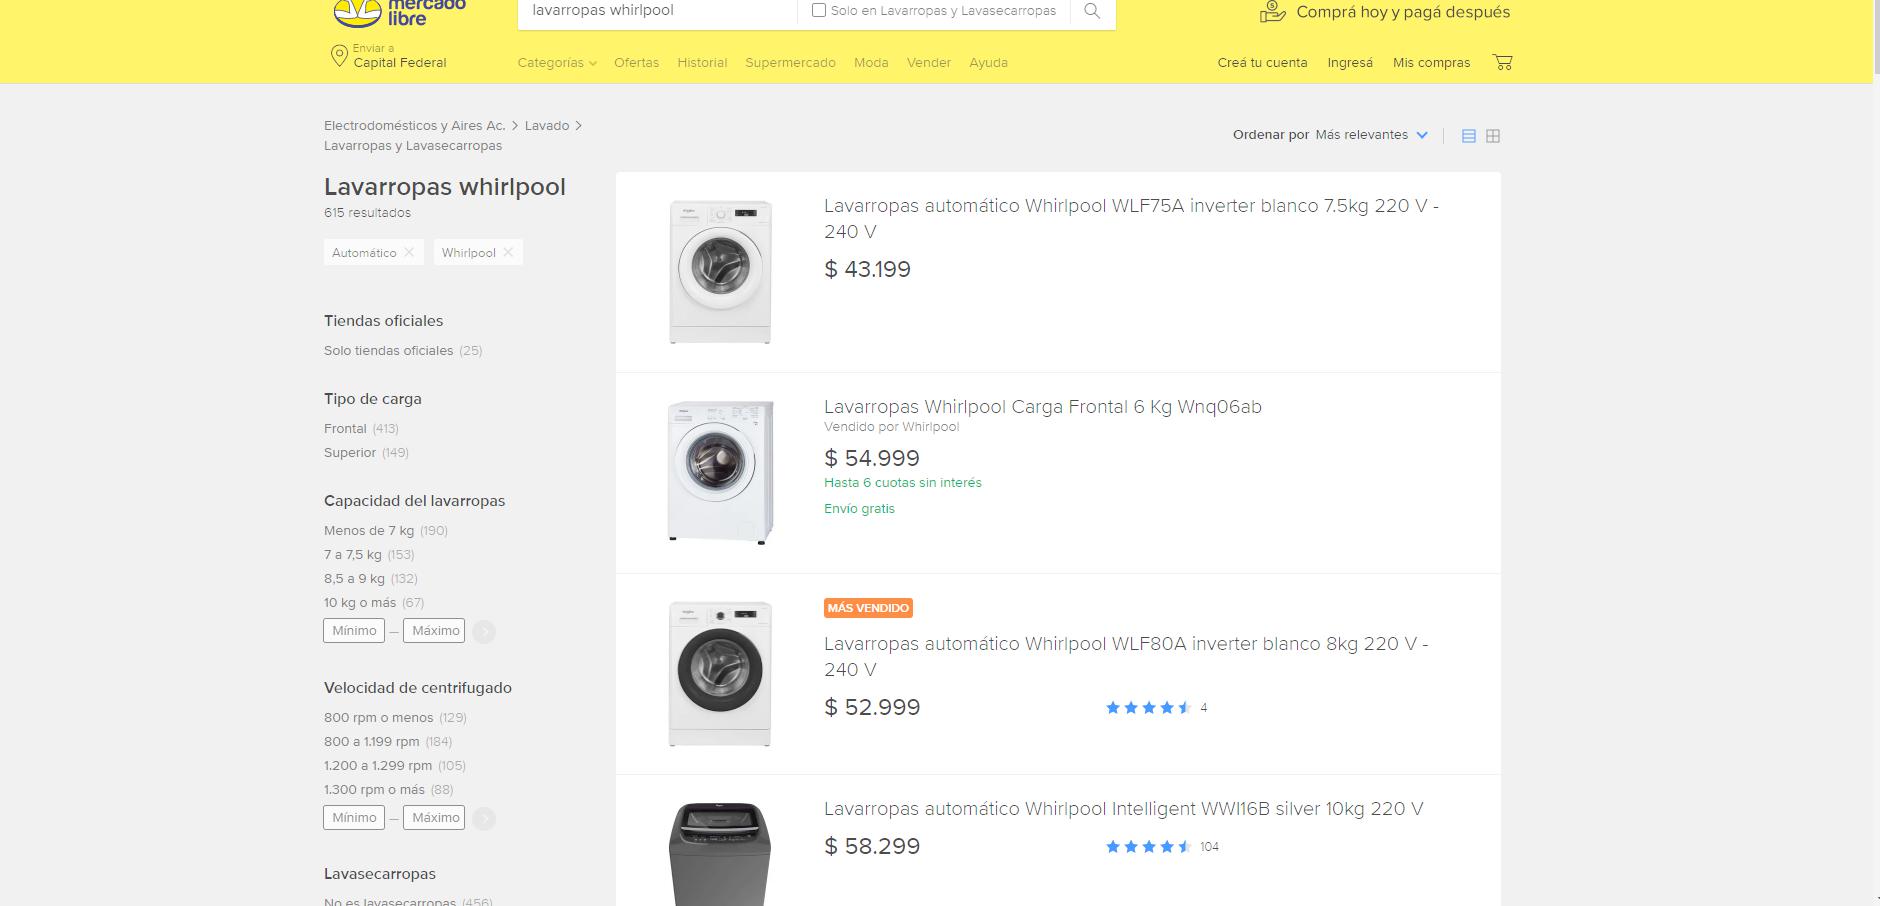 mercado
libre
lavarropas whirlpool
Solo en Lavarropas y Lavasecarropas
Comprá hoy y pagá después
Enviar a
Capital Federal
Categorías
Ofertas
Historial
Supermercado
Moda
Vender
Ayuda
Creá tu cuenta
Ingresá
Mis compras
Electrodomésticos y Aires Ac. > Lavado >
Lavarropas y Lavasecarropas
Ordenar por Más relevantes
Lavarropas whirlpool
615 resultados
Automático
Whirlpool
Tiendas oficiales
Solo tiendas oficiales (25)
Tipo de carga
Frontal (413)
Superior (149)
Capacidad del lavarropas
Menos de 7 kg (190)
7 a 7,5 kg (153)
8,5 a 9 kg (132)
10 kg o más (67)
Mínimo — Máximo
Velocidad de centrifugado
800 rpm o menos (129)
800 a 1.199 rpm (184)
1.200 a 1.299 rpm (105)
1.300 rpm o más (88)
Mínimo — Máximo
Lavasecarropas
No es lavasecarropas (456)
Lavarropas automático Whirlpool WLF75A inverter blanco 7.5kg 220 V -
240 V
$ 43.199
Lavarropas Whirlpool Carga Frontal 6 Kg Wnq06ab
Vendido por Whirlpool
$ 54.999
Hasta 6 cuotas sin interés
Envío gratis
MÁS VENDIDO
Lavarropas automático Whirlpool WLF80A inverter blanco 8kg 220 V -
240 V
$ 52.999
4
Lavarropas automático Whirlpool Intelligent WWI16B silver 10kg 220 V
$ 58.299
104